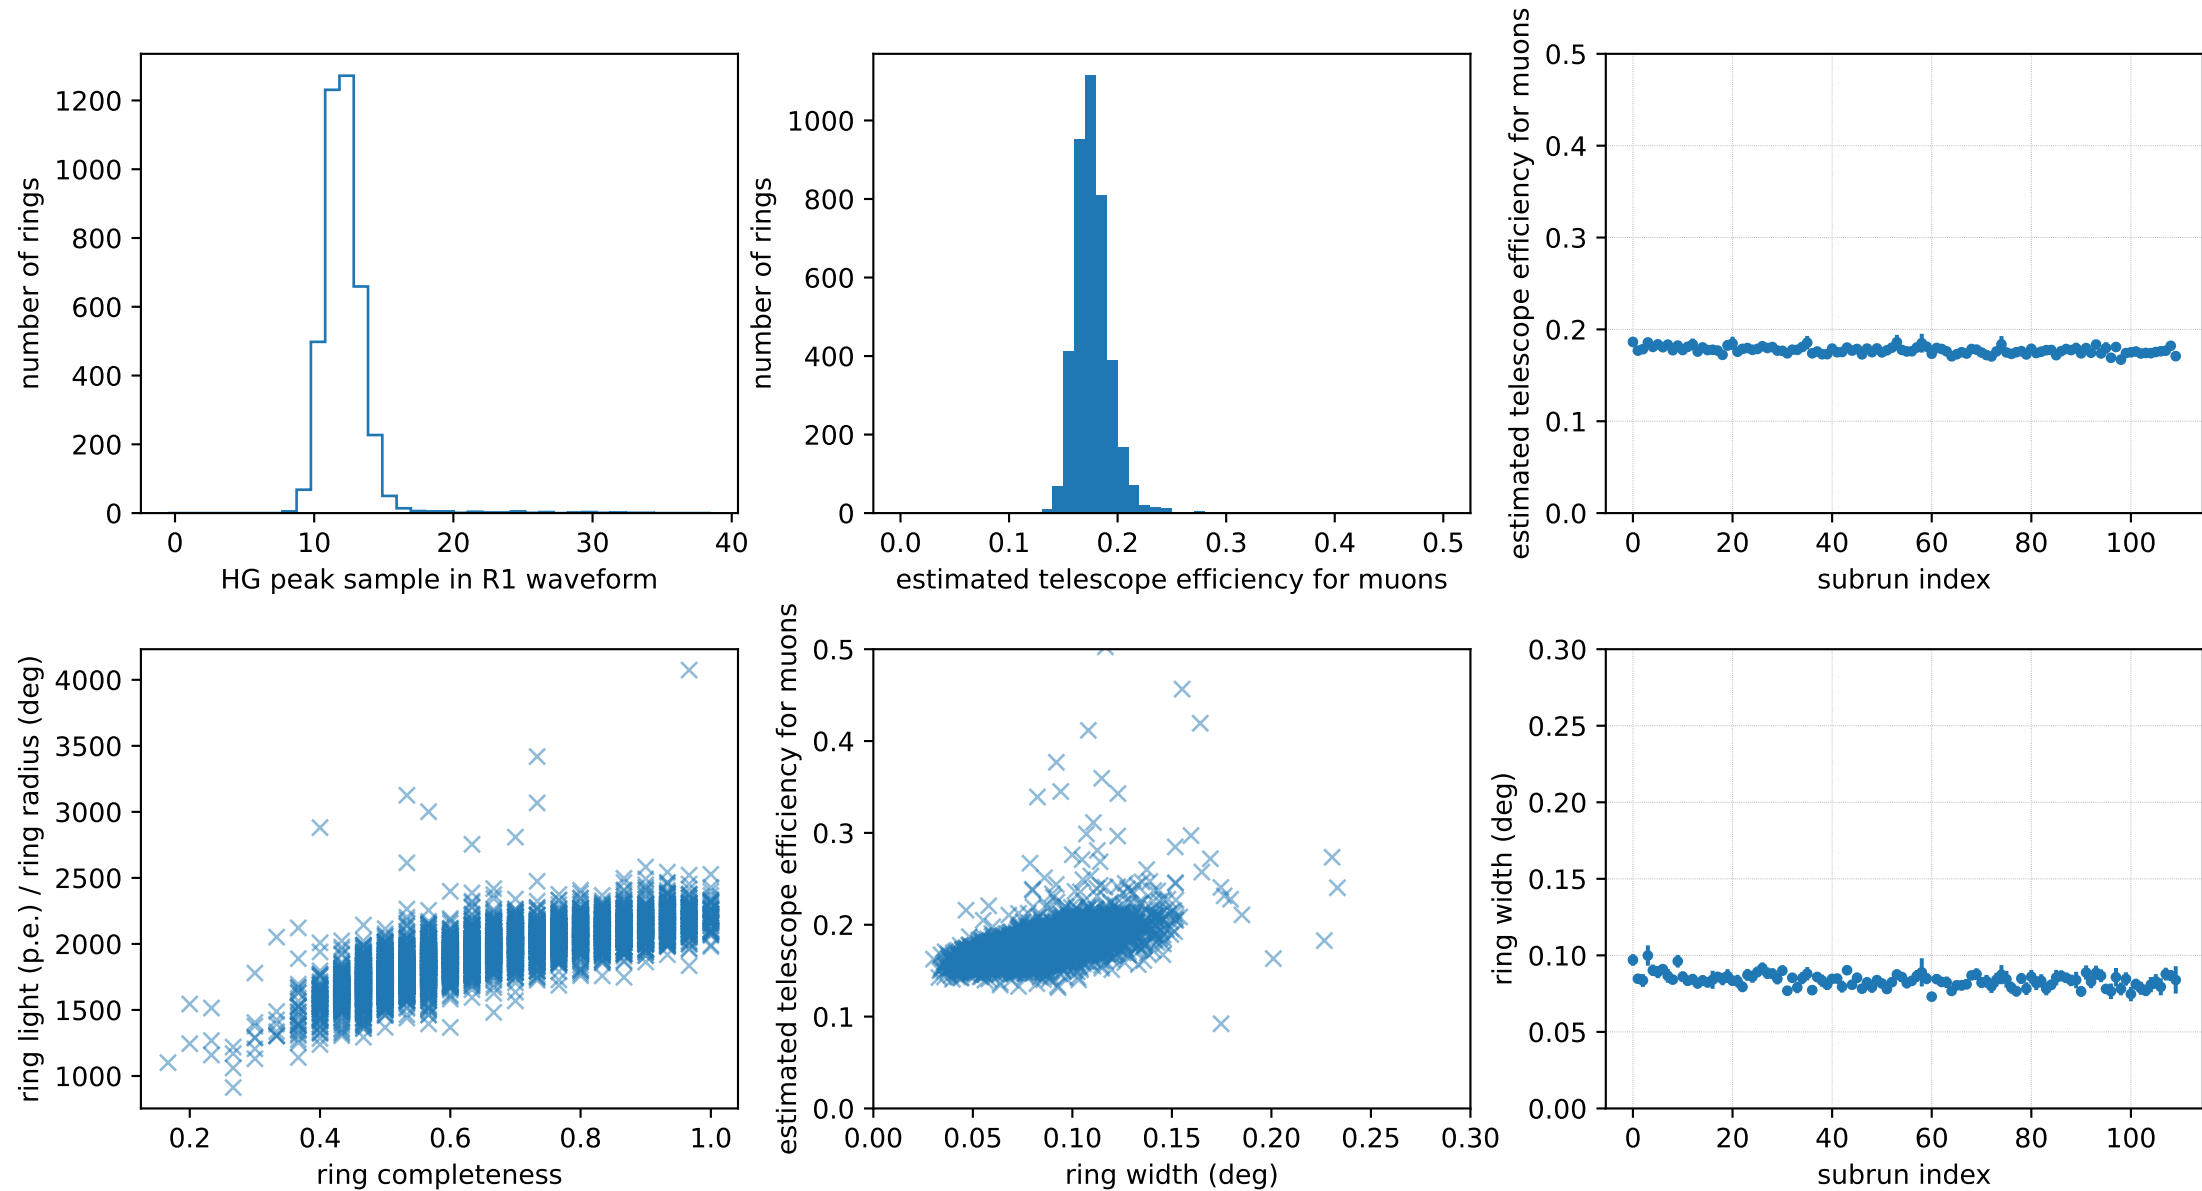 number of rings
1200
1000
800
600
400
200
0
0 10 20 30 40
HG peak sample in R1 waveform
number of rings
1000
800
600
400
200
0
0.0 0.1 0.2 0.3 0.4 0.5
estimated telescope efficiency for muons
estimated telescope efficiency for muons
0.5
0.4
0.3
0.2
0.1
0.0
0 20 40 60 80 100
subrun index
ring light (p.e.) / ring radius (deg)
4000
3500
3000
2500
2000
1500
1000
0.2 0.4 0.6 0.8 1.0
ring completeness
estimated telescope efficiency for muons
0.5
0.4
0.3
0.2
0.1
0.0
0.00 0.05 0.10 0.15 0.20 0.25 0.30
ring width (deg)
ring width (deg)
0.30
0.25
0.20
0.15
0.10
0.05
0.00
0 20 40 60 80 100
subrun index